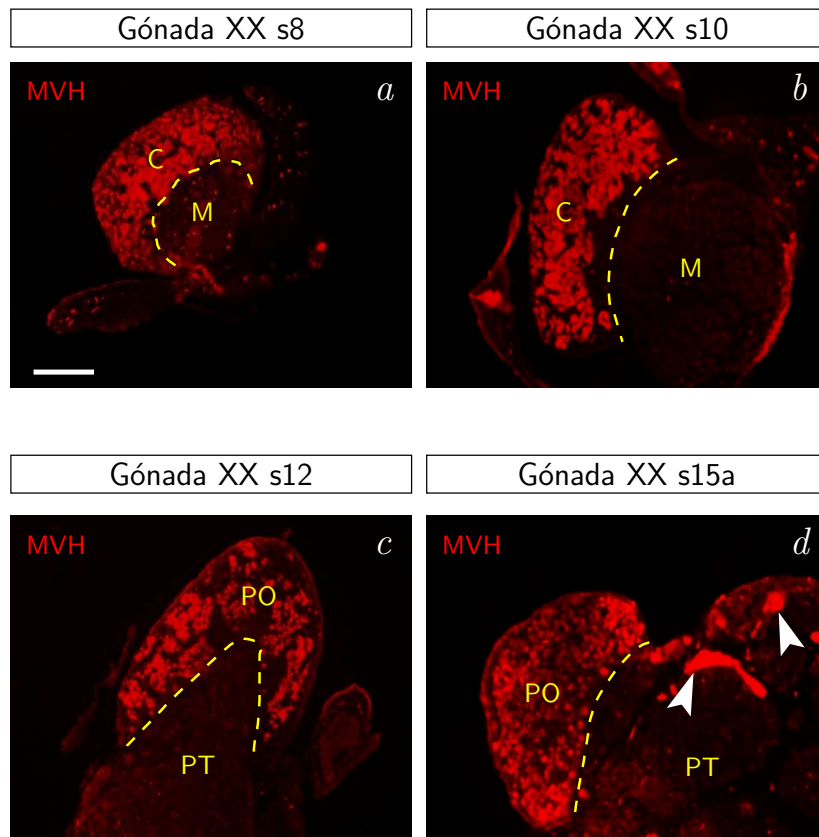 Gónada XX s8
Gónada XX s10
MVH
a
C
M
MVH
b
C
M
Gónada XX s12
Gónada XX s15a
MVH
c
PO
PT
MVH
d
PO
PT